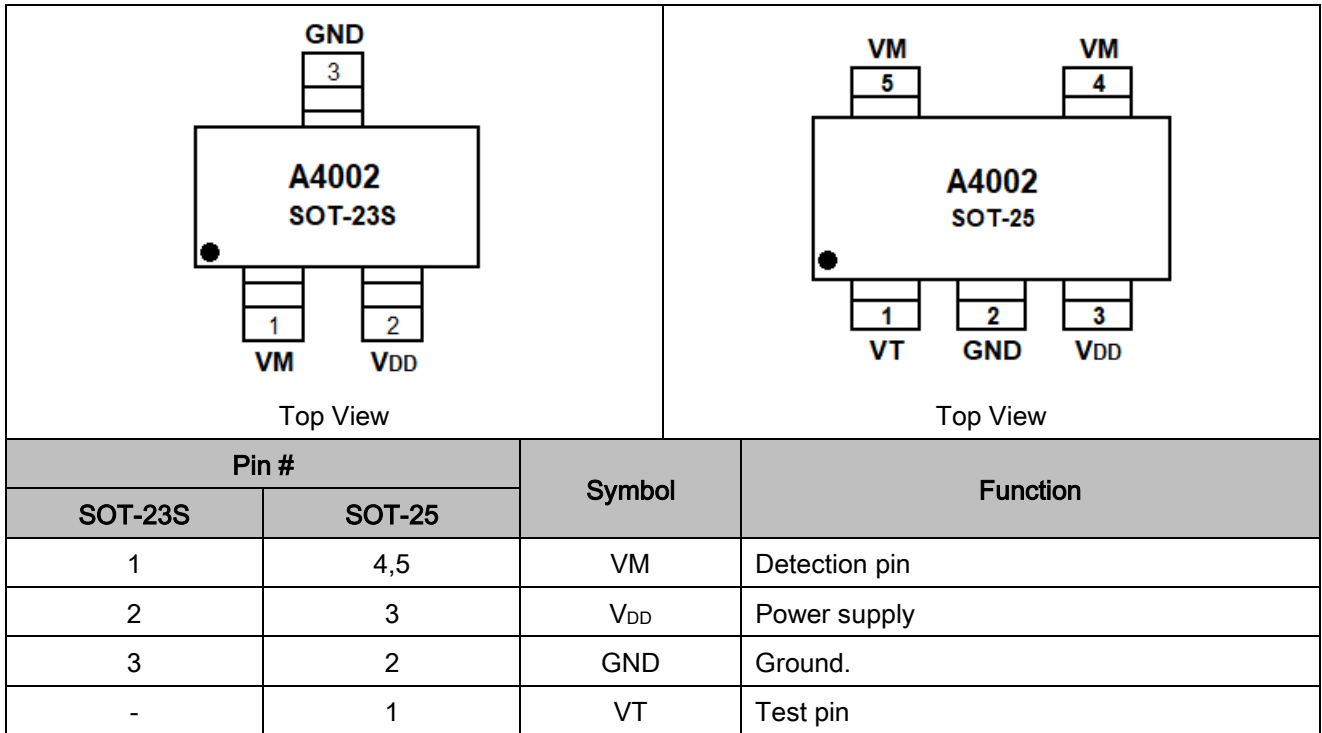 GND
3
A4002
SOT-23S
1 2
VM VDD
Top View
VM VM
5 4
A4002
SOT-25
1 2 3
VT GND VDD
Top View
Pin # Symbol Function
SOT-23S SOT-25
1 4,5 VM Detection pin
2 3 VDD Power supply
3 2 GND Ground.
- 1 VT Test pin